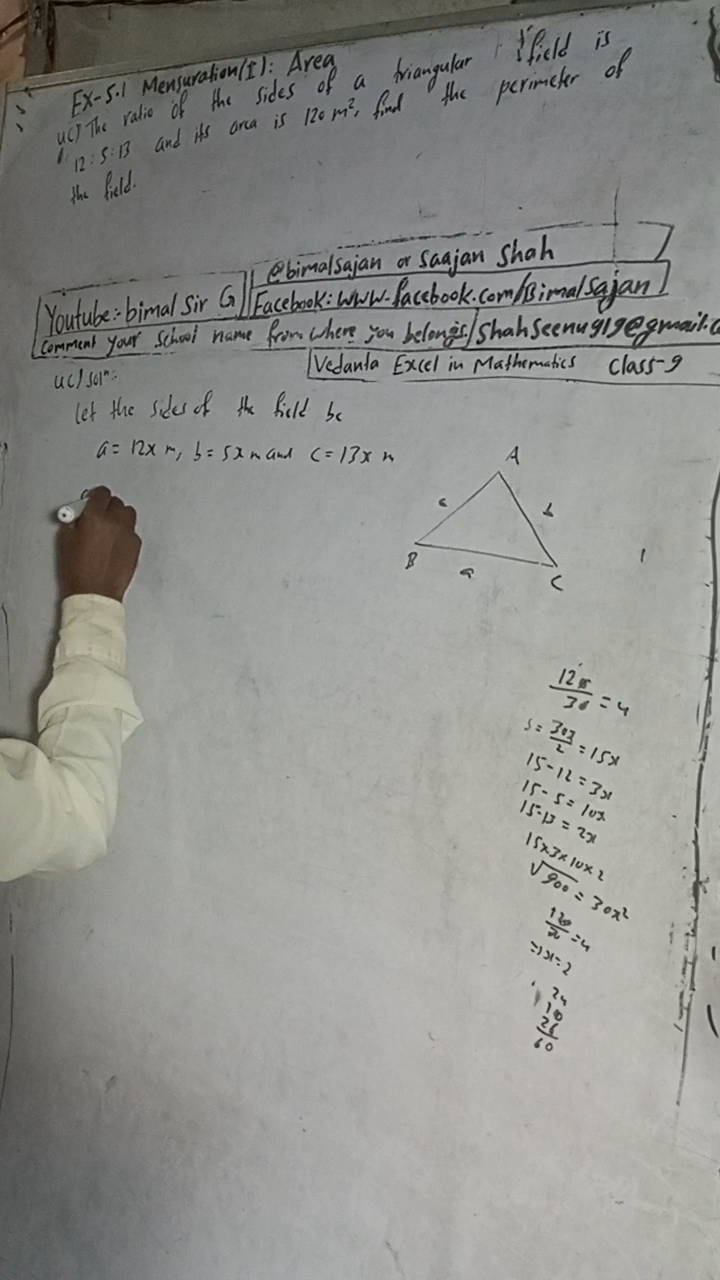 Ex-5.1 Mensuration(I): Area
4c) The ratio of the sides of a triangular field is
12:5:13 and its area is 120 m², find the perimeter of
the field.
@bimalsajan or Saajan Shah
Youtube:- bimal Sir G
Facebook: www.facebook.com/Bimalsajan
Comment your school name from where you belongs
Shahseenu919@gmail.c
Vedanta Excel in Mathematics Class-9
4c) Solⁿ:-
Let the sides of the field be
a = 12x m, b = 5x m and c = 13x m
A
c b
B
a
C
= 4
s = 30x/2 = 15x
15-12 = 3x
15-5 = 10x
15-13 = 2x
15x3x10x2
√900 = 30x²
120/30 = 4
=> x = 2
24
10
26
60